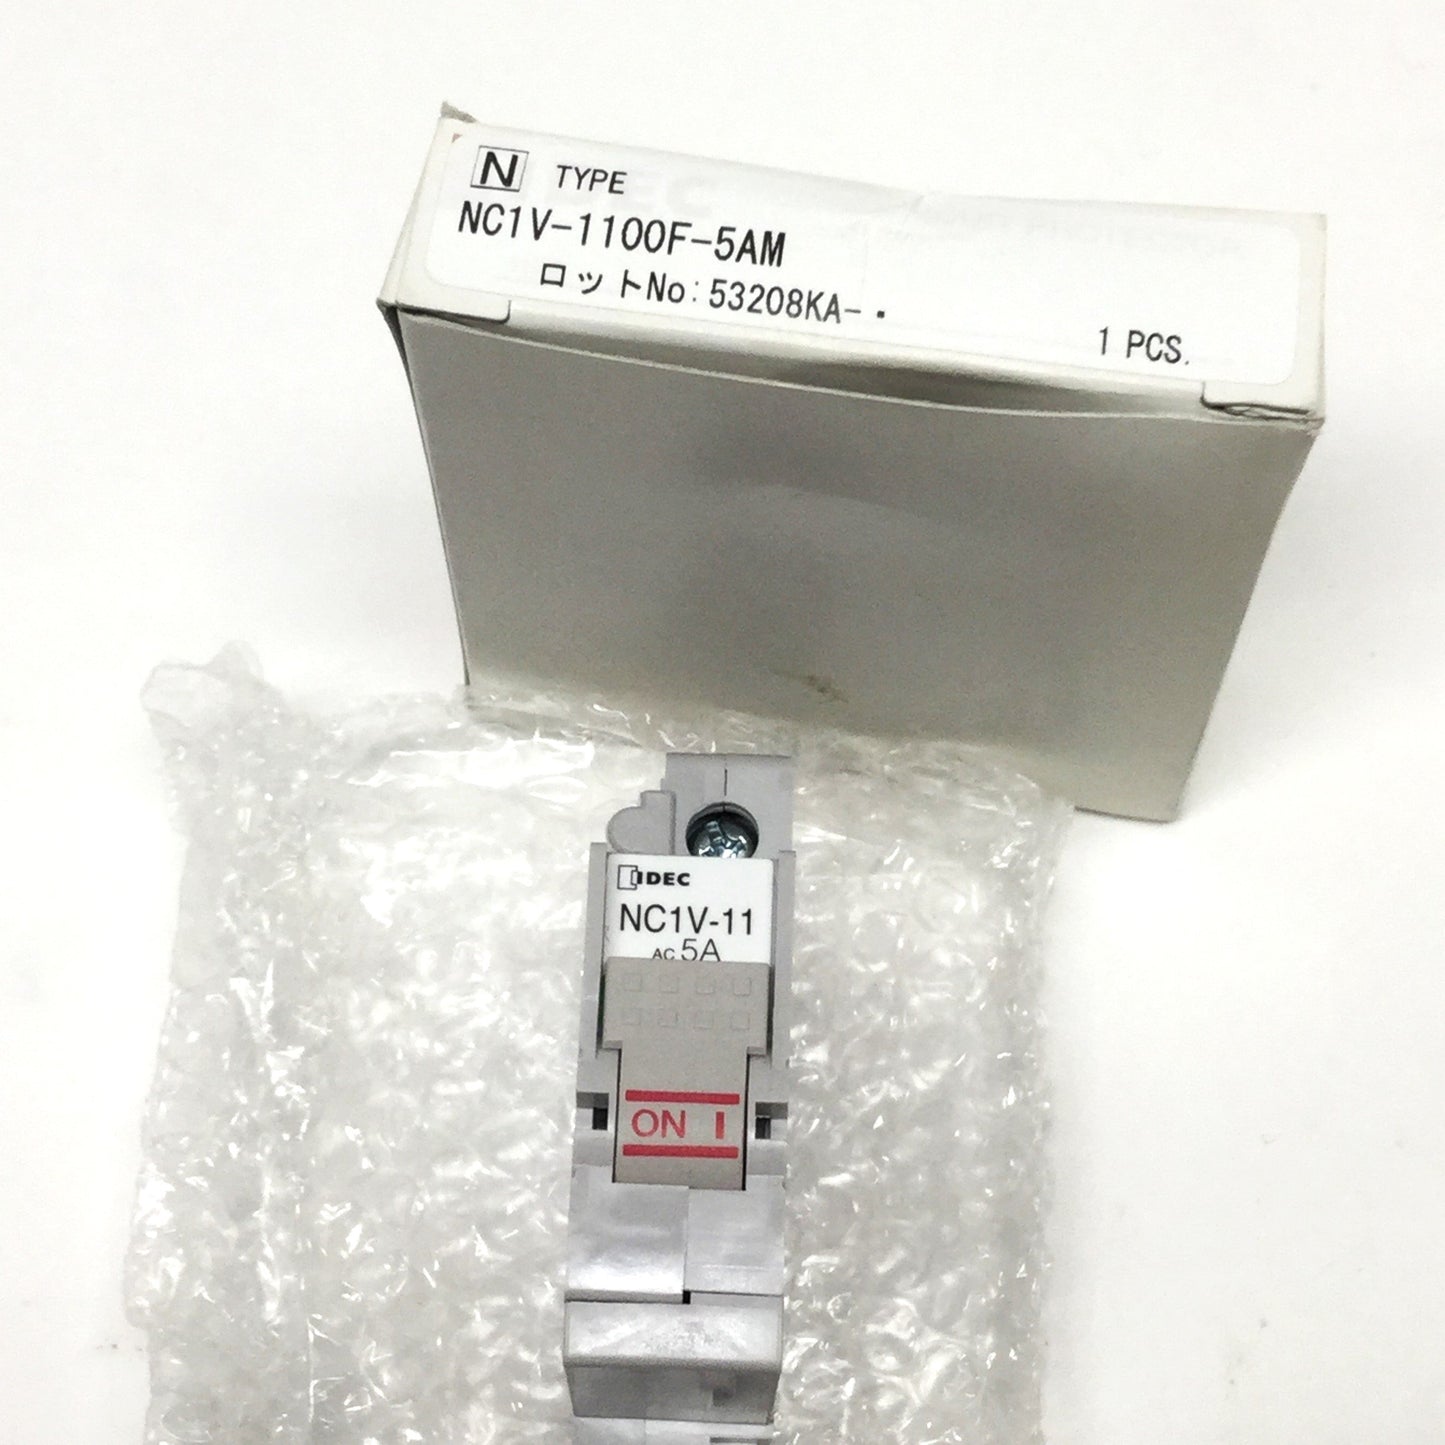 N TYPE
NC1V-1100F-5AM
ロットNo:53208KA-・
1 PCS.
IDEC
NC1V-11
AC 5A
ON I